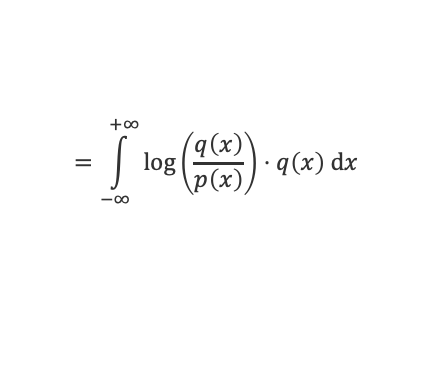 = ∫_{−∞}^{+∞} log(q(x)/p(x)) · q(x) dx